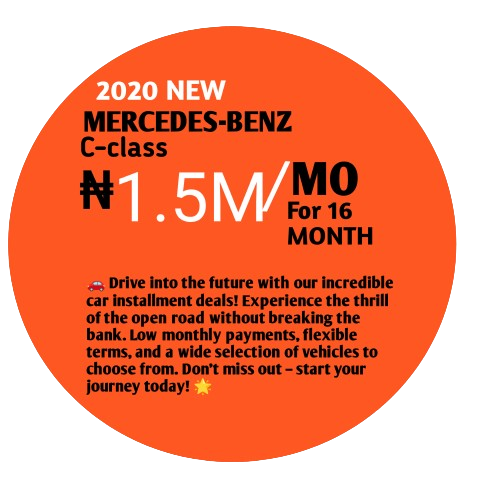 2020 NEW
MERCEDES-BENZ
C-class
₦1.5M/MO
For 16
MONTH
🚗 Drive into the future with our incredible
car installment deals! Experience the thrill
of the open road without breaking the
bank. Low monthly payments, flexible
terms, and a wide selection of vehicles to
choose from. Don't miss out – start your
journey today! 🌟